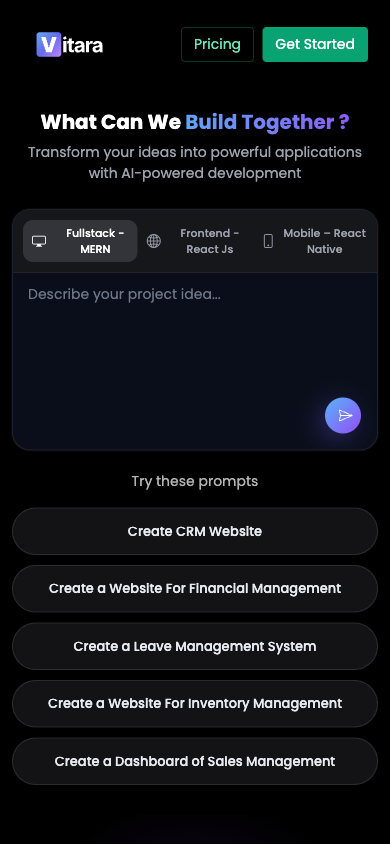 Vitara
Pricing
Get Started
What Can We Build Together ?
Transform your ideas into powerful applications
with AI-powered development
Fullstack -
MERN
Frontend -
React Js
Mobile – React
Native
Describe your project idea...
Try these prompts
Create CRM Website
Create a Website For Financial Management
Create a Leave Management System
Create a Website For Inventory Management
Create a Dashboard of Sales Management